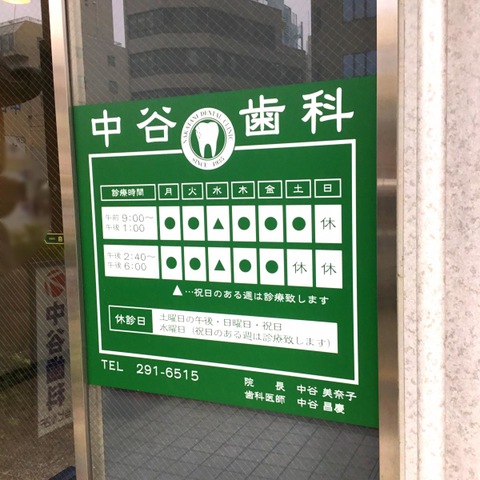 中谷歯科
NAKATANI DENTAL CLINIC
SINCE 1955
診療時間 月 火 水 木 金 土 日
午前 9:00〜
午後 1:00 ● ● ▲ ● ● ● 休
午後 2:40〜
午後 6:00 ● ● ▲ ● ● 休 休
▲…祝日のある週は診療致します
休診日
土曜日の午後・日曜日・祝日
水曜日(祝日のある週は診療致します)
TEL 291-6515
院長 中谷 美奈子
歯科医師 中谷 昌慶
中谷歯科